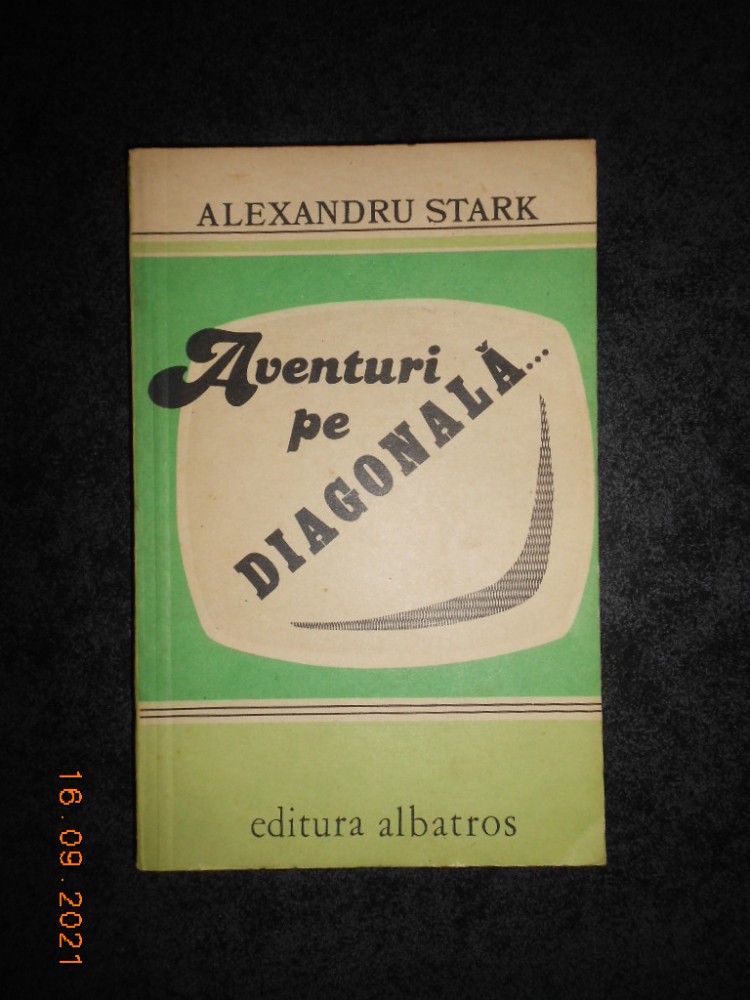 ALEXANDRU STARK
Aventuri
pe
DIAGONALĂ...
editura albatros
16.09.2021